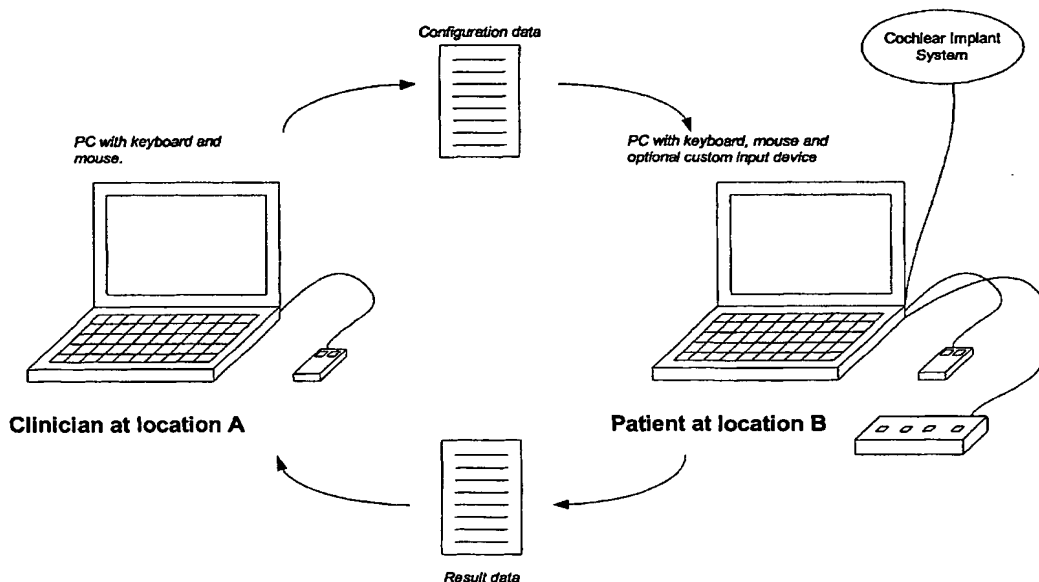 Configuration data
Cochlear Implant
System
PC with keyboard and
mouse.
PC with keyboard, mouse and
optional custom input device
Clinician at location A
Patient at location B
Result data